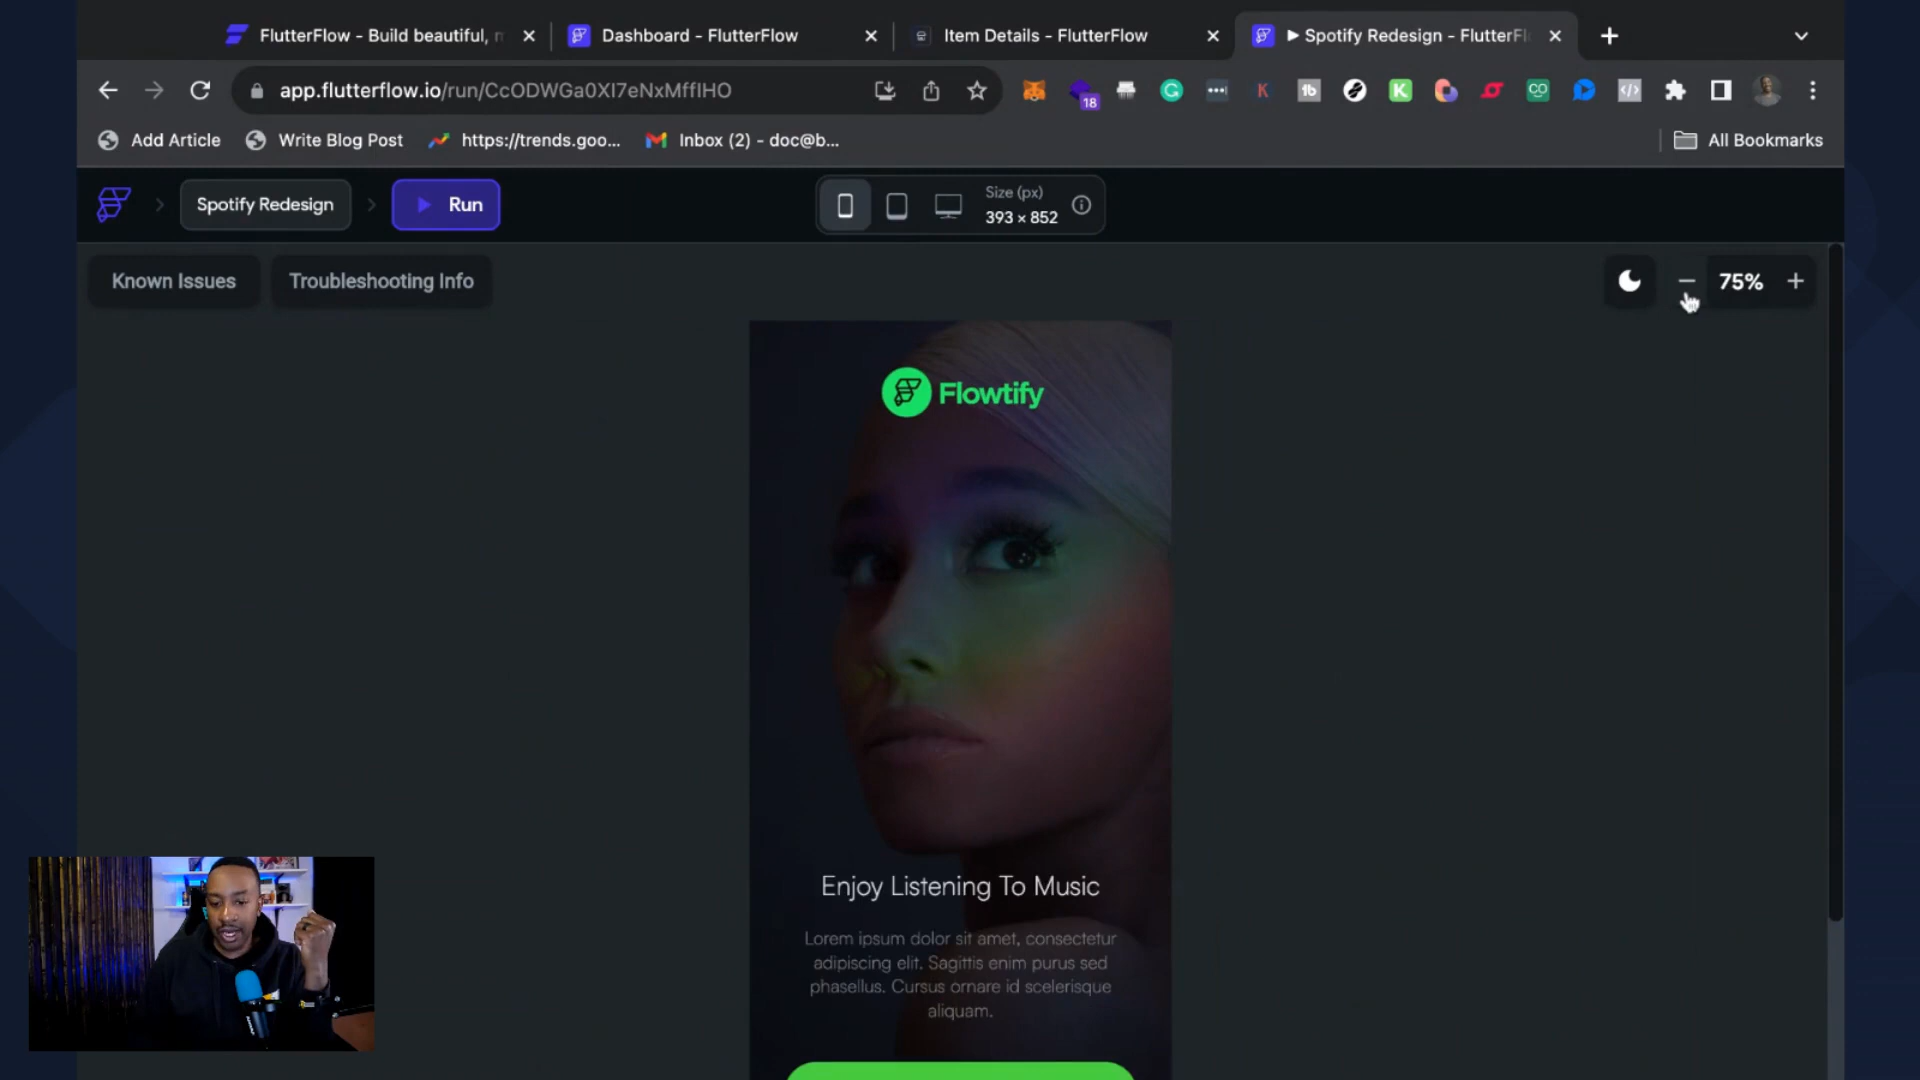 FlutterFlow - Build beautiful, m
Dashboard - FlutterFlow
Item Details - FlutterFlow
Spotify Redesign - FlutterFl
app.flutterflow.io/run/CcODWGa0XI7eNxMffIHO
18
K
tb
K
CO
</>
Add Article
Write Blog Post
https://trends.goo...
Inbox (2) - doc@b...
All Bookmarks
Spotify Redesign
Run
Size (px)
393 × 852
Known Issues
Troubleshooting Info
75%
Flowtify
Enjoy Listening To Music
Lorem ipsum dolor sit amet, consectetur
adipiscing elit. Sagittis enim purus sed
phasellus. Cursus ornare id scelerisque
aliquam.